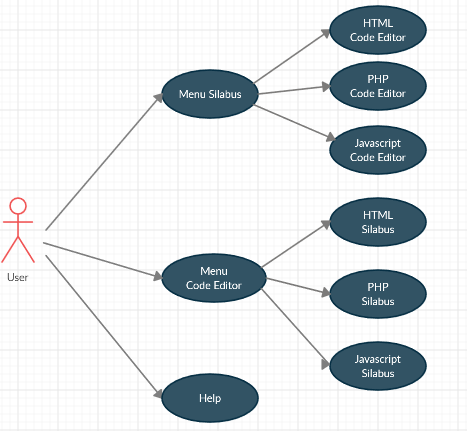 HTML
Code Editor
Menu Silabus
PHP
Code Editor
Javascript
Code Editor
User
HTML
Silabus
Menu
Code Editor
PHP
Silabus
Javascript
Silabus
Help